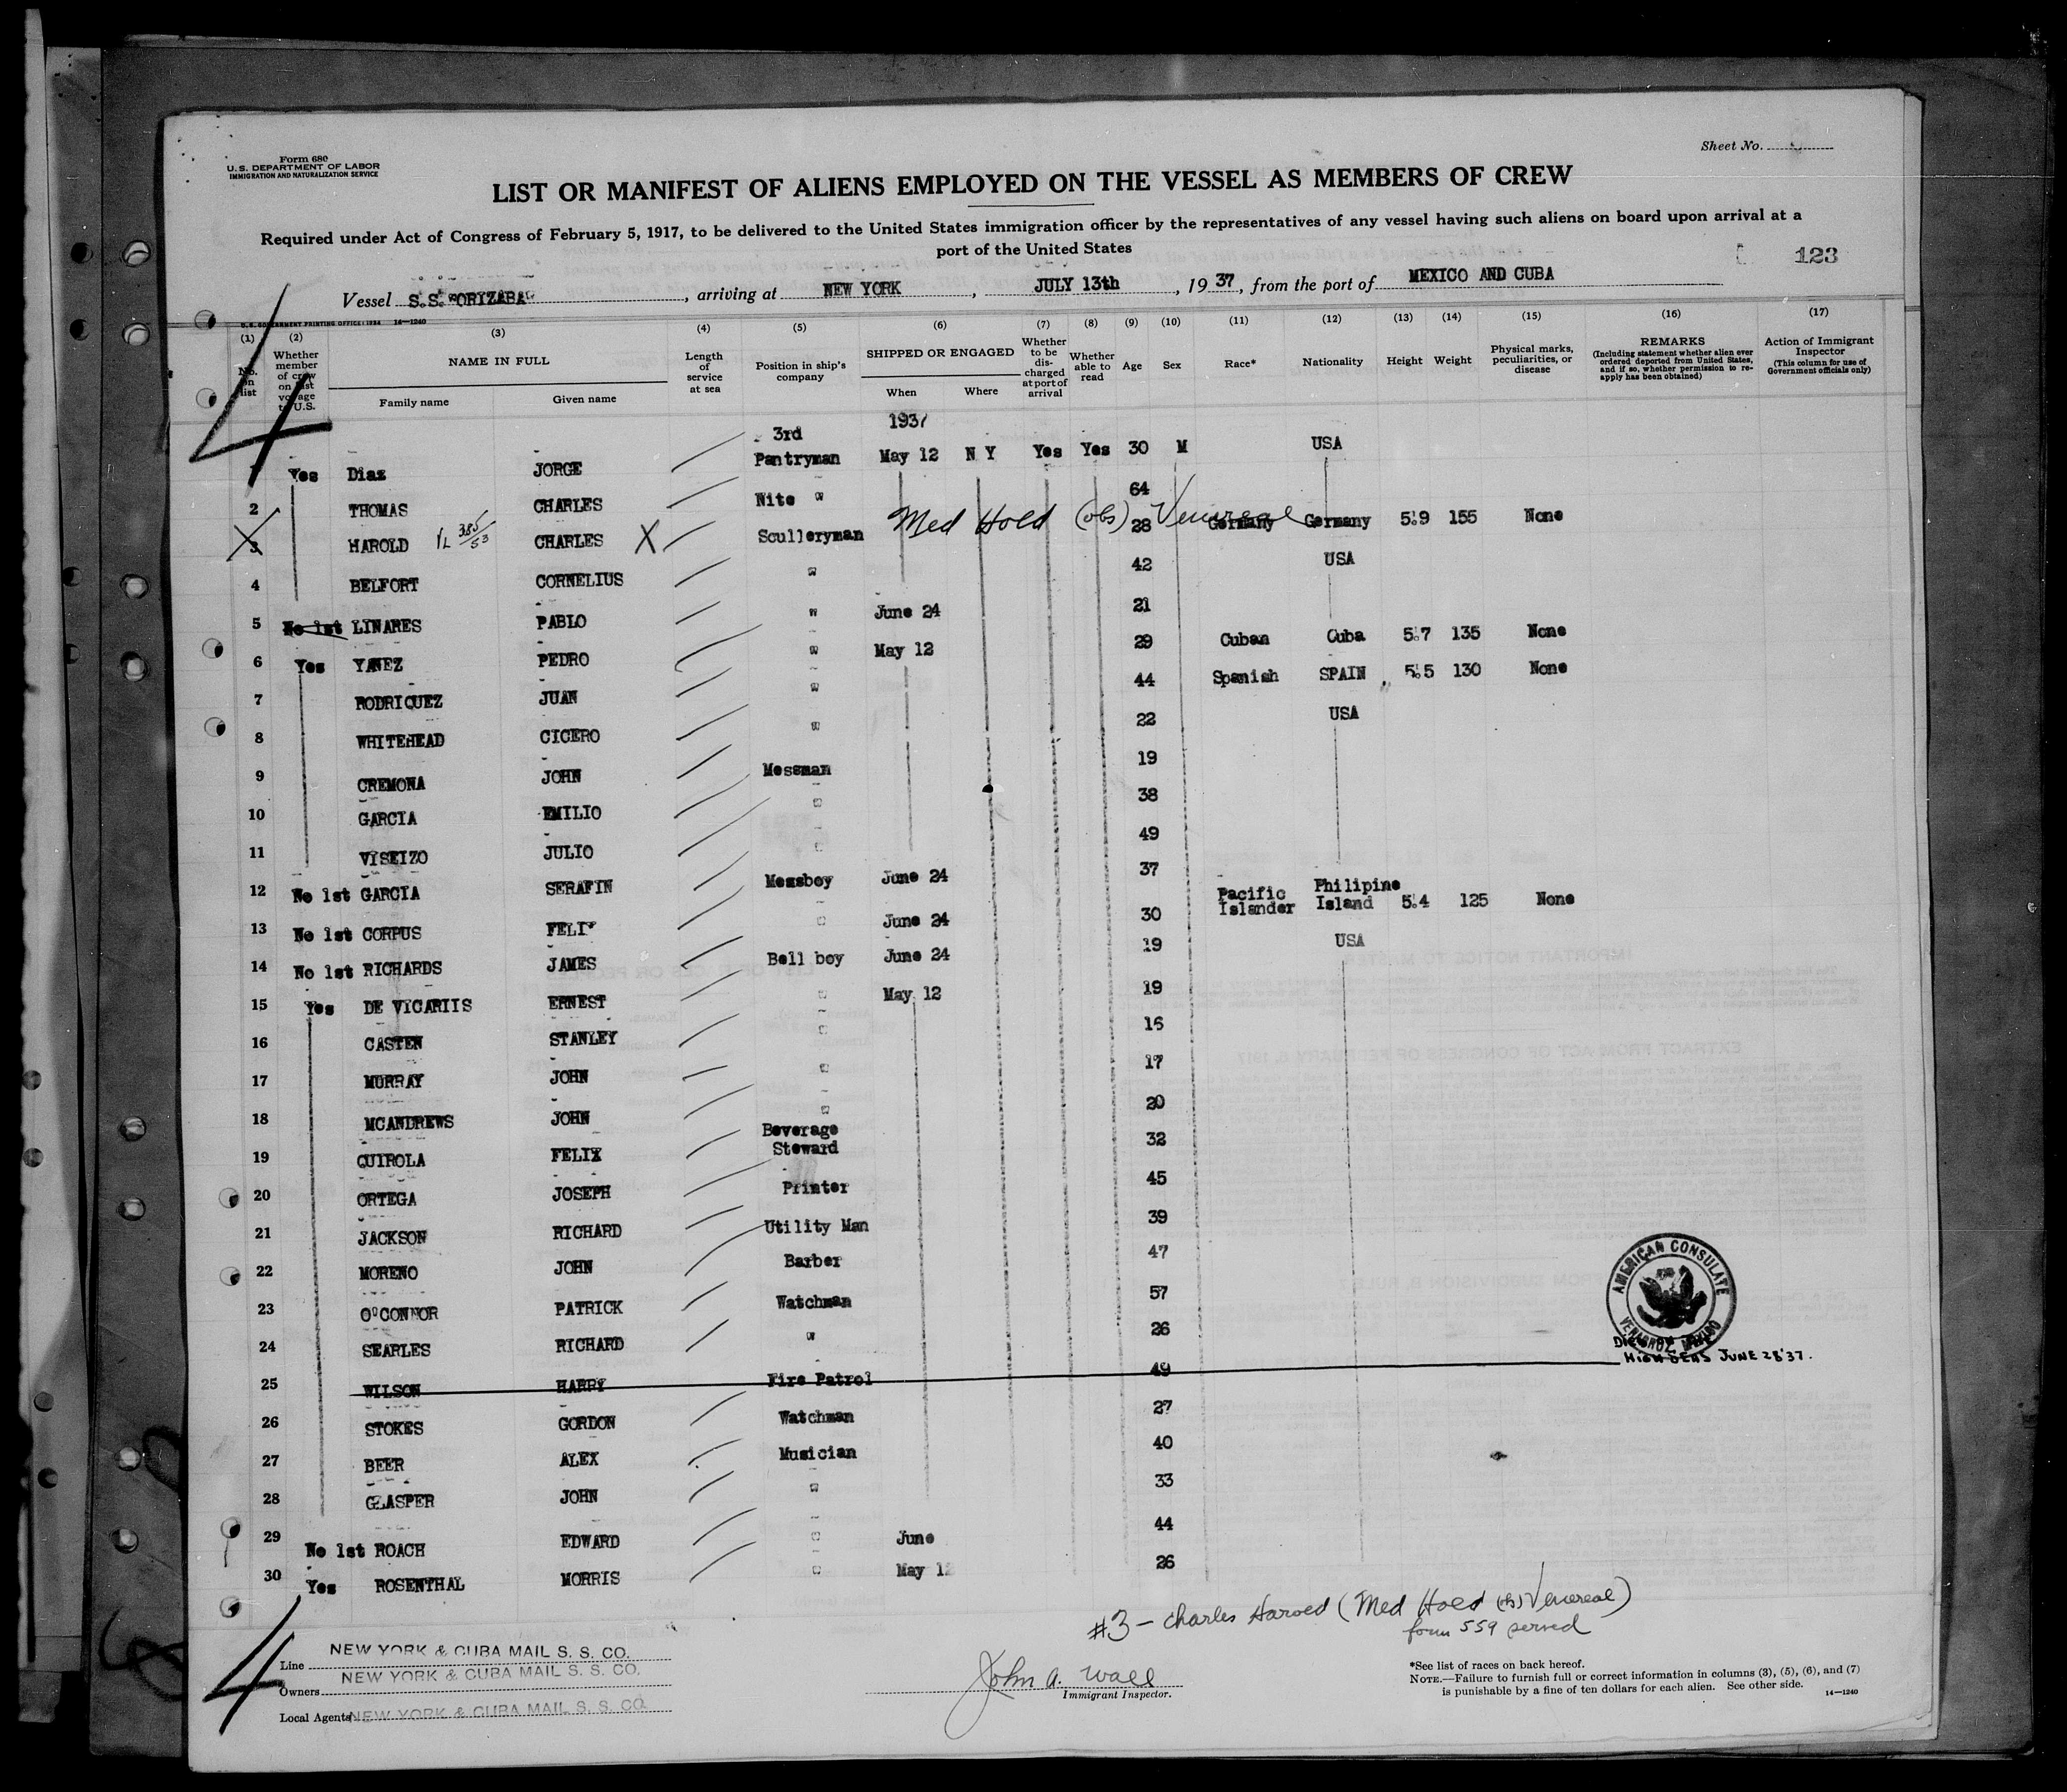 Form 680
U. S. DEPARTMENT OF LABOR
IMMIGRATION AND NATURALIZATION SERVICE
Sheet No.
LIST OR MANIFEST OF ALIENS EMPLOYED ON THE VESSEL AS MEMBERS OF CREW
Required under Act of Congress of February 5, 1917, to be delivered to the United States immigration officer by the representatives of any vessel having such aliens on board upon arrival at a
port of the United States
123
Vessel S.S. ORIZABA, arriving at NEW YORK, JULY 13th, 1937, from the port of MEXICO AND CUBA
U.S. GOVERNMENT PRINTING OFFICE: 1934 14—1240
(1) (2) (3) (4) (5) (6) (7) (8) (9) (10) (11) (12) (13) (14) (15) (16) (17)
No. on list
Whether member of crew on last voyage to U.S.
NAME IN FULL
Family name
Given name
Length of service at sea
Position in ship's company
SHIPPED OR ENGAGED
When
Where
Whether to be discharged at port of arrival
Whether able to read
Age
Sex
Race*
Nationality
Height
Weight
Physical marks, peculiarities, or disease
REMARKS
(Including statement whether alien ever ordered deported from United States, and if so, whether permission to reapply has been obtained)
Action of Immigrant Inspector
(This column for use of Government officials only)
4
1937
1 Yes Diaz JORGE 3rd Pantryman May 12 N Y Yes Yes 30 M USA
2 THOMAS CHARLES Nite " 64
3 HAROLD 385/53 CHARLES X Sculleryman Med Hold (obs) Venereal 28 Germany Germany 5.9 155 None
4 BELFORT CORNELIUS " 42 USA
5 No 1st LINARES PABLO " June 24 21
6 Yes YANEZ PEDRO " May 12 29 Cuban Cuba 5.7 135 None
7 RODRIQUEZ JUAN " 44 Spanish SPAIN 5.5 130 None
8 WHITEHEAD CICERO " 22 USA
9 CREMONA JOHN Messman 19
10 GARCIA EMILIO " 38
11 VISEIZO JULIO " 49
12 No 1st GARCIA SERAFIN Messboy June 24 37
13 No 1st CORPUS FELI " June 24 30 Pacific Islander Philipine Island 5.4 125 None
14 No 1st RICHARDS JAMES Bell boy June 24 19 USA
15 Yes DE VICARIIS ERNEST " May 12 19
16 CASTEN STANLEY " 16
17 MURRAY JOHN " 17
18 MCANDREWS JOHN " 20
19 QUIROLA FELIX Beverage Steward 32
20 ORTEGA JOSEPH Printer 45
21 JACKSON RICHARD Utility Man 39
22 MORENO JOHN Barber 47
23 O'CONNOR PATRICK Watchman 57
24 SEARLES RICHARD " 26
25 WILSON HARRY Fire Patrol 49 HIGH SEAS JUNE 28'37.
26 STOKES GORDON Watchman 27
27 BEER ALEX Musician 40
28 GLASPER JOHN " 33
29 No 1st ROACH EDWARD " June 44
30 Yes ROSENTHAL MORRIS " May 12 26
AMERICAN CONSULATE
VERACRUZ, MEXICO
#3 - Charles Harold (Med Hold (obs) Venereal)
form 559 served
4
Line NEW YORK & CUBA MAIL S. S. CO.
Owners NEW YORK & CUBA MAIL S. S. CO.
Local Agents NEW YORK & CUBA MAIL S. S. CO.
John A. Wall
Immigrant Inspector.
*See list of races on back hereof.
NOTE.—Failure to furnish full or correct information in columns (3), (5), (6), and (7)
is punishable by a fine of ten dollars for each alien. See other side. 14—1240